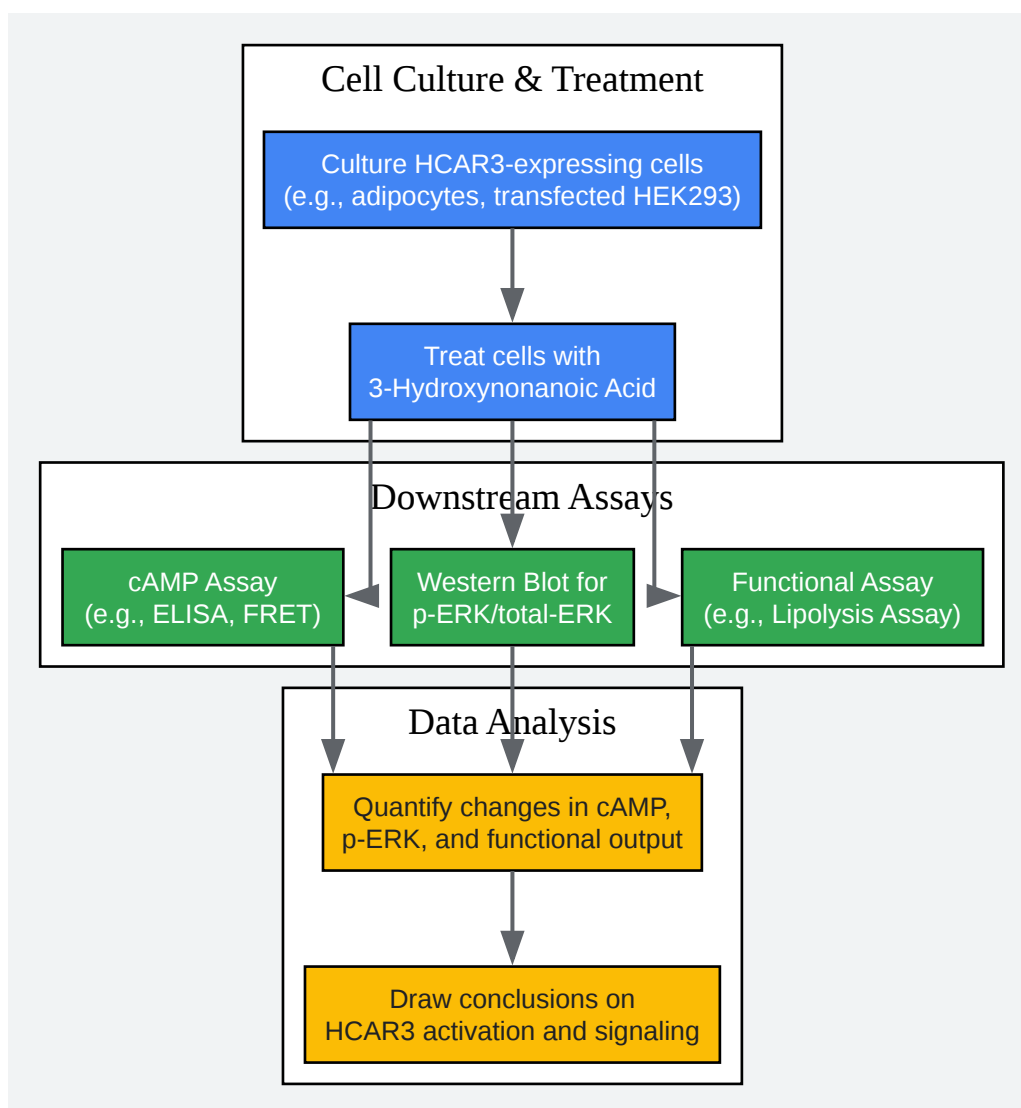 Cell Culture & Treatment
Culture HCAR3-expressing cells
(e.g., adipocytes, transfected HEK293)
Treat cells with
3-Hydroxynonanoic Acid
Downstream Assays
cAMP Assay
(e.g., ELISA, FRET)
Western Blot for
p-ERK/total-ERK
Functional Assay
(e.g., Lipolysis Assay)
Data Analysis
Quantify changes in cAMP,
p-ERK, and functional output
Draw conclusions on
HCAR3 activation and signaling